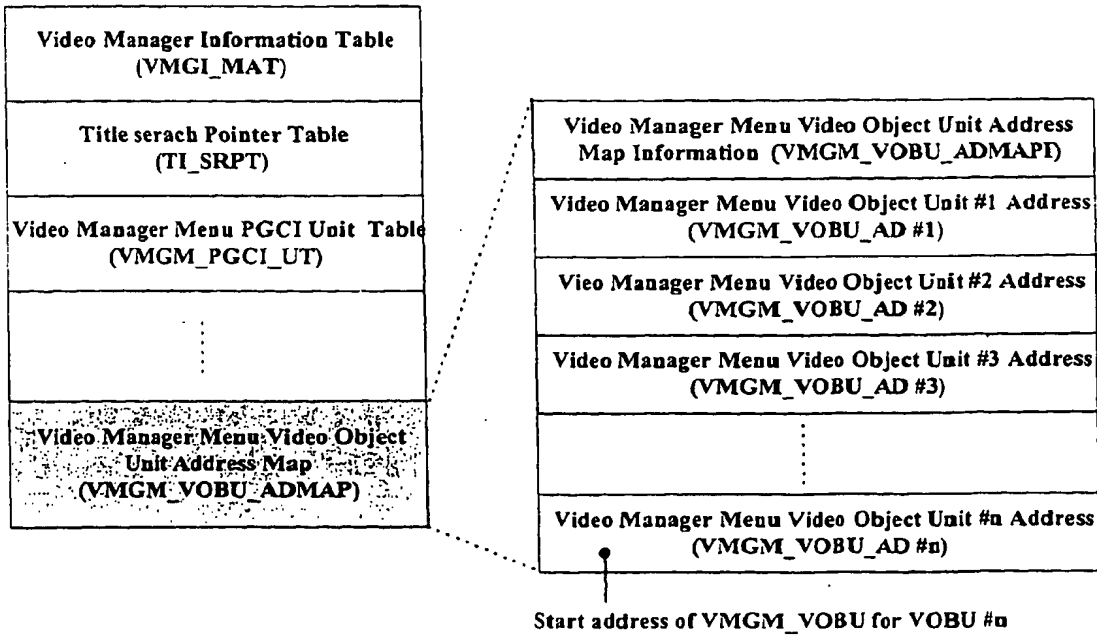 Video Manager Information Table
(VMGI_MAT)
Title serach Pointer Table
(TI_SRPT)
Video Manager Menu PGCI Unit Table
(VMGM_PGCI_UT)
Video Manager Menu Video Object
Unit Address Map
(VMGM_VOBU_ADMAP)
Video Manager Menu Video Object Unit Address
Map Information (VMGM_VOBU_ADMAPI)
Video Manager Menu Video Object Unit #1 Address
(VMGM_VOBU_AD #1)
Vieo Manager Menu Video Object Unit #2 Address
(VMGM_VOBU_AD #2)
Video Manager Menu Video Object Unit #3 Address
(VMGM_VOBU_AD #3)
Video Manager Menu Video Object Unit #n Address
(VMGM_VOBU_AD #n)
Start address of VMGM_VOBU for VOBU #n